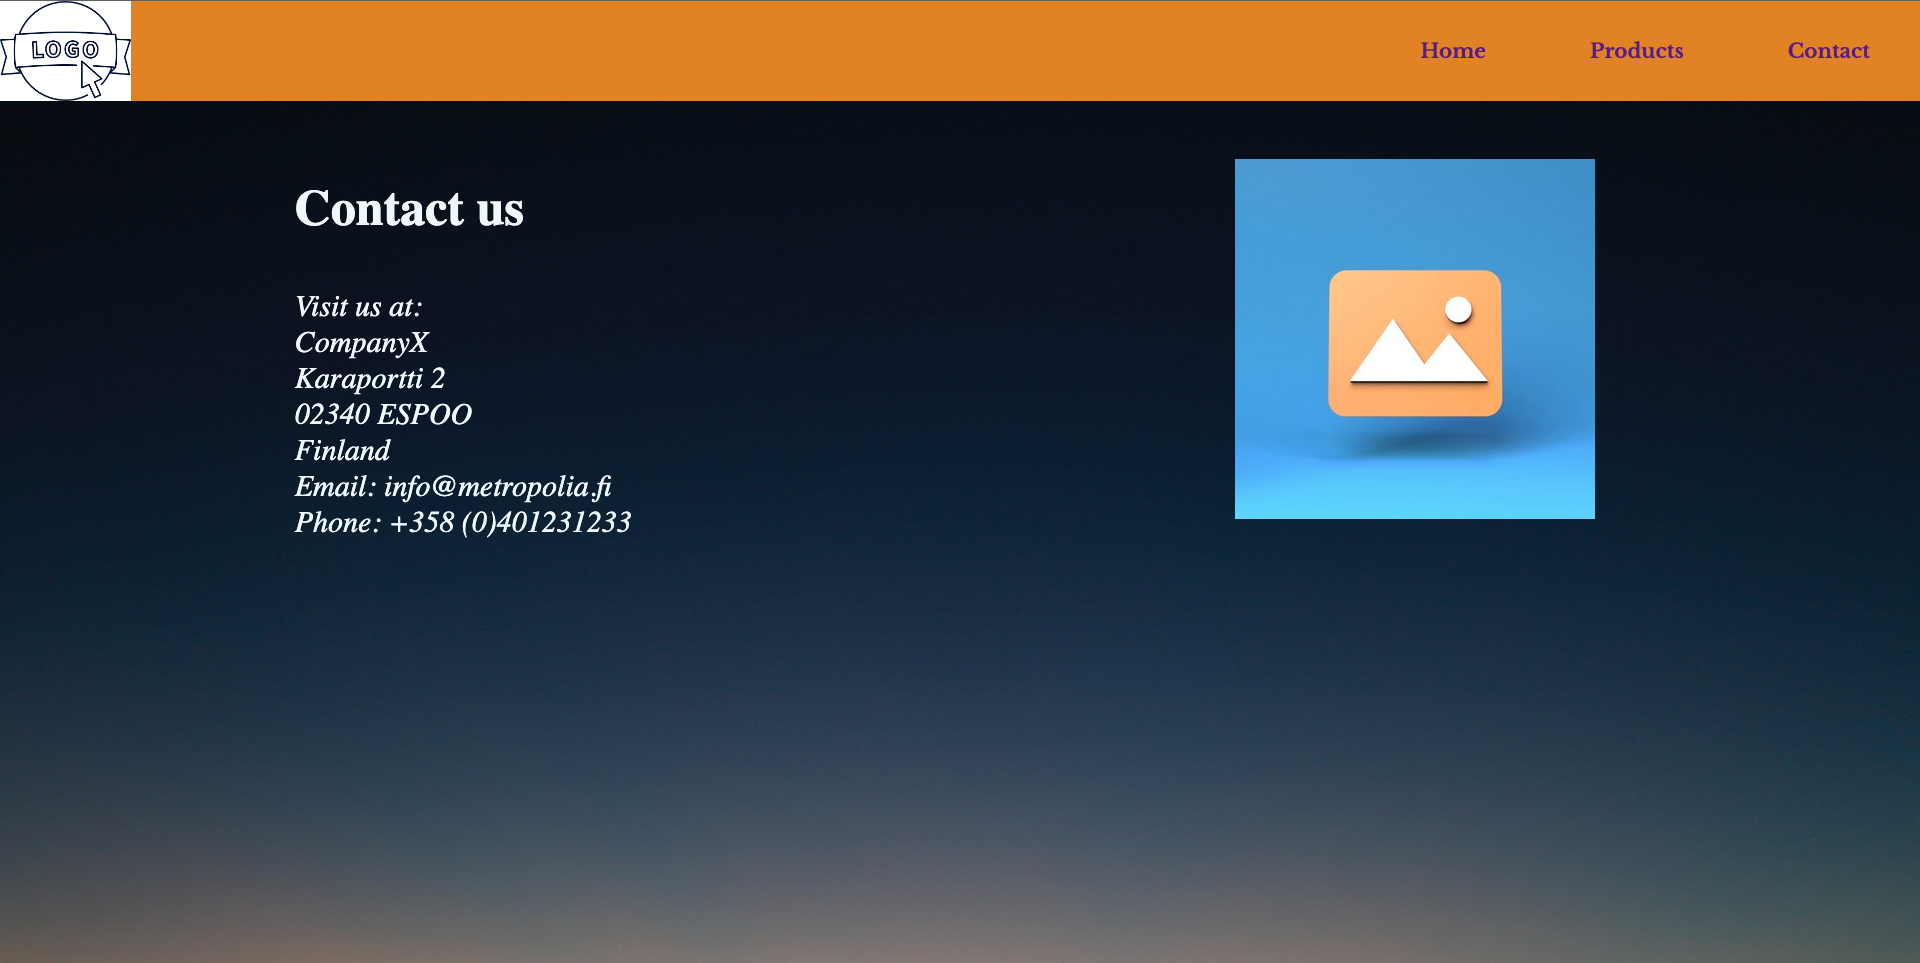 LOGO
Home
Products
Contact
Contact us
Visit us at:
CompanyX
Karaportti 2
02340 ESPOO
Finland
Email: info@metropolia.fi
Phone: +358 (0)401231233